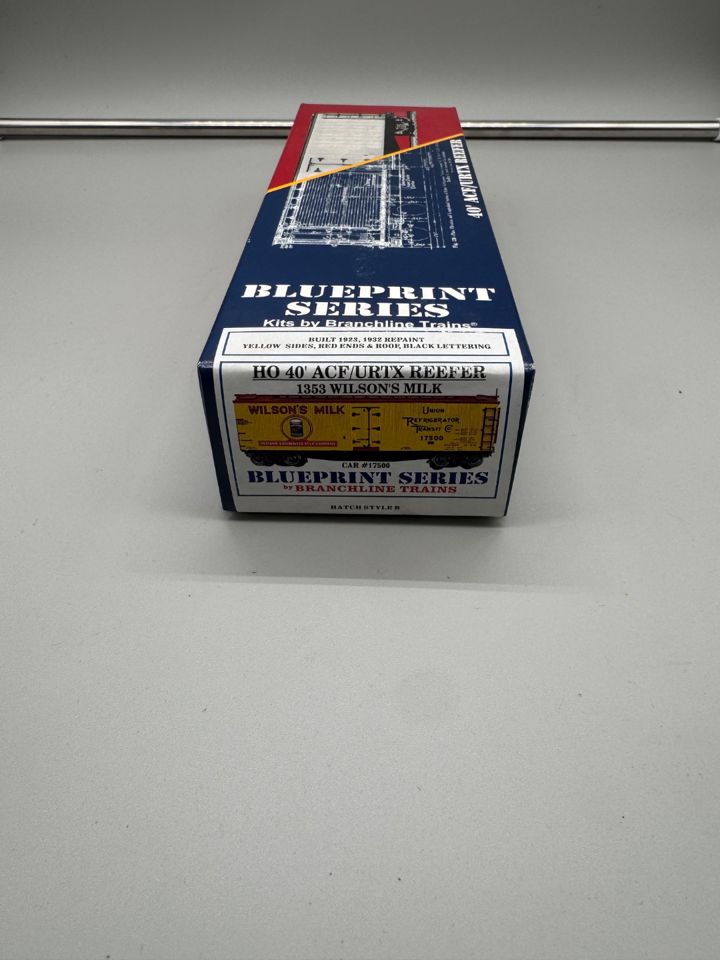 40' ACF/URTX REEFER
BLUEPRINT
SERIES
Kits by Branchline Trains®
BUILT 1923, 1932 REPAINT
YELLOW SIDES, RED ENDS & ROOF, BLACK LETTERING
HO 40' ACF/URTX REEFER
1353 WILSON'S MILK
WILSON'S MILK
UNION
REFRIGERATOR
TRANSIT CO
17500
CAR #17500
BLUEPRINT SERIES
by BRANCHLINE TRAINS
HATCH STYLE B